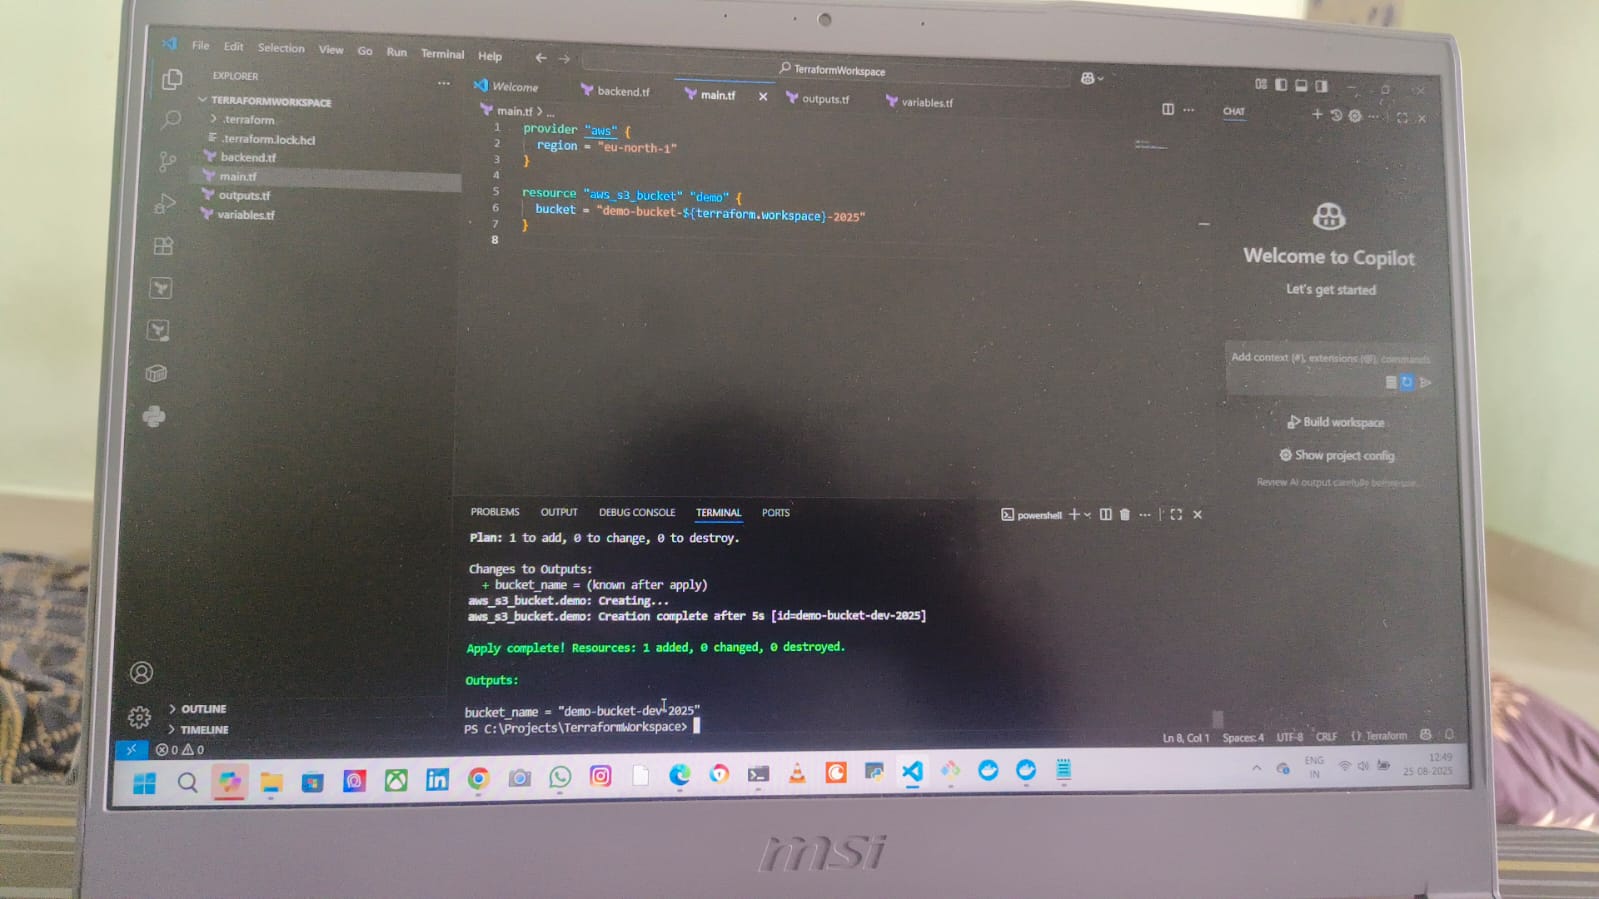 File Edit Selection View Go Run Terminal Help
TerraformWorkspace
EXPLORER
TERRAFORMWORKSPACE
.terraform
.terraform.lock.hcl
backend.tf
main.tf
outputs.tf
variables.tf
OUTLINE
TIMELINE
Welcome backend.tf main.tf outputs.tf variables.tf
main.tf > ...
1 provider "aws" {
2 region = "eu-north-1"
3 }
4
5 resource "aws_s3_bucket" "demo" {
6 bucket = "demo-bucket-${terraform.workspace}-2025"
7 }
8
CHAT
Welcome to Copilot
Let's get started
Add context (#), extensions (@), commands
Build workspace
Show project config
Review AI output carefully before use.
PROBLEMS OUTPUT DEBUG CONSOLE TERMINAL PORTS
powershell
Plan: 1 to add, 0 to change, 0 to destroy.
Changes to Outputs:
+ bucket_name = (known after apply)
aws_s3_bucket.demo: Creating...
aws_s3_bucket.demo: Creation complete after 5s [id=demo-bucket-dev-2025]
Apply complete! Resources: 1 added, 0 changed, 0 destroyed.
Outputs:
bucket_name = "demo-bucket-dev-2025"
PS C:\Projects\TerraformWorkspace>
0 0
Ln 8, Col 1 Spaces: 4 UTF-8 CRLF {} Terraform
ENG
IN
12:49
25-08-2025
msi